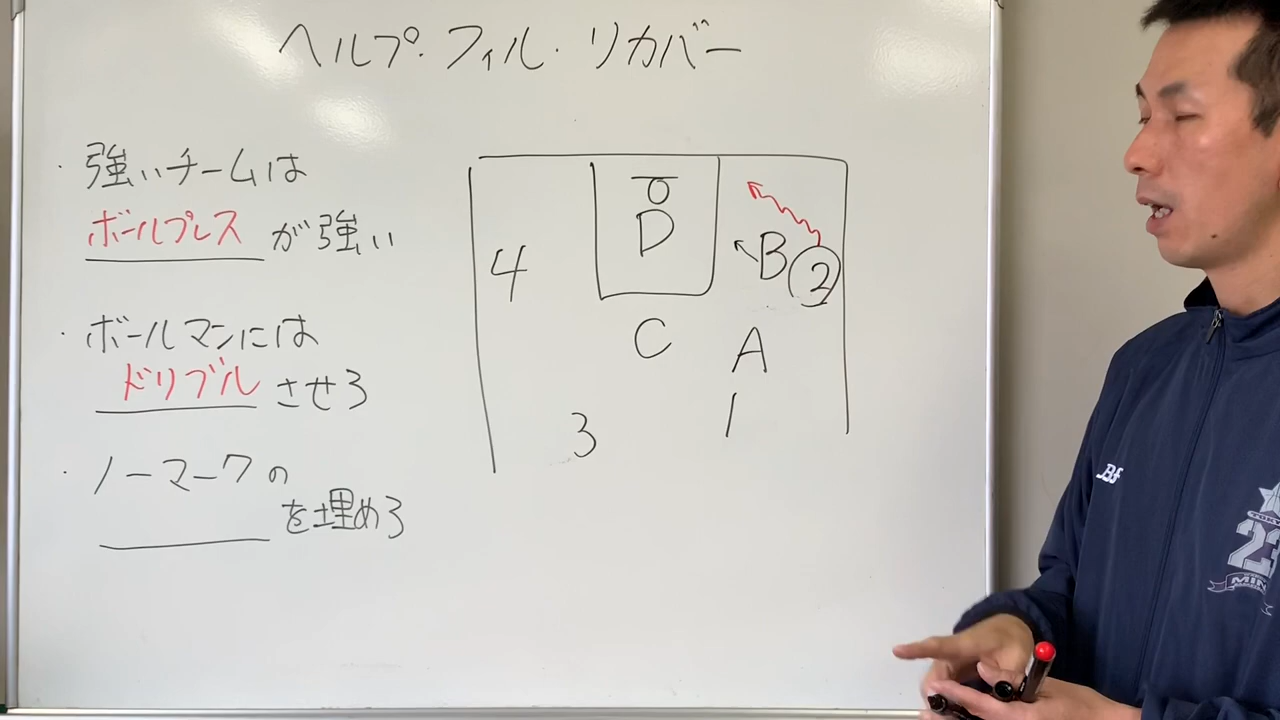 ヘルプ・フィル・リカバー
・強いチームは
ボールプレス が強い
・ボールマンには
ドリブル させろ
・ノーマークの
を埋めろ
D
4
B
2
C
A
3
1
BF
23